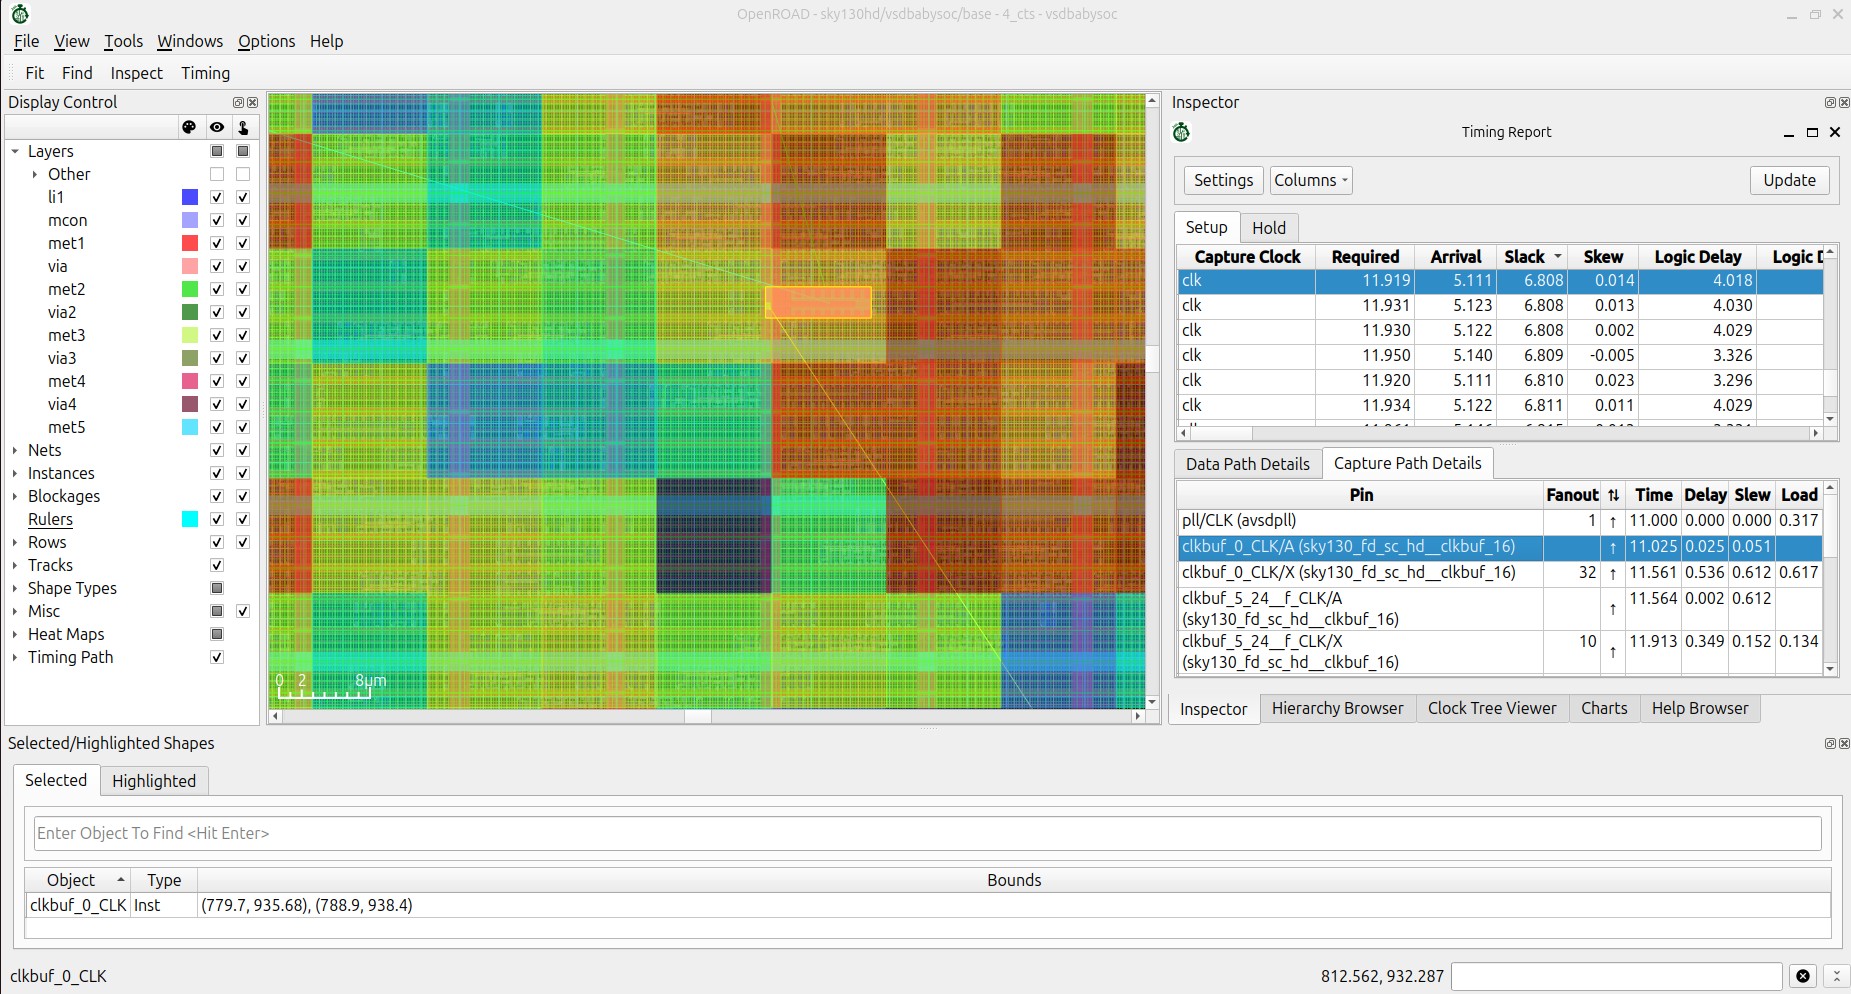 OpenROAD - sky130hd/vsdbabysoc/base - 4_cts - vsdbabysoc
File View Tools Windows Options Help
Fit Find Inspect Timing
Display Control
Layers
Other
li1
mcon
met1
via
met2
via2
met3
via3
met4
via4
met5
Nets
Instances
Blockages
Rulers
Rows
Tracks
Shape Types
Misc
Heat Maps
Timing Path
0 2 8μm
Inspector
Timing Report
Settings Columns Update
Setup Hold
Capture Clock Required Arrival Slack Skew Logic Delay Logic D
clk 11.919 5.111 6.808 0.014 4.018
clk 11.931 5.123 6.808 0.013 4.030
clk 11.930 5.122 6.808 0.002 4.029
clk 11.950 5.140 6.809 -0.005 3.326
clk 11.920 5.111 6.810 0.023 3.296
clk 11.934 5.122 6.811 0.011 4.029
Data Path Details Capture Path Details
Pin Fanout ⇅ Time Delay Slew Load
pll/CLK (avsdpll) 1 ↑ 11.000 0.000 0.000 0.317
clkbuf_0_CLK/A (sky130_fd_sc_hd__clkbuf_16) ↑ 11.025 0.025 0.051
clkbuf_0_CLK/X (sky130_fd_sc_hd__clkbuf_16) 32 ↑ 11.561 0.536 0.612 0.617
clkbuf_5_24__f_CLK/A
(sky130_fd_sc_hd__clkbuf_16) ↑ 11.564 0.002 0.612
clkbuf_5_24__f_CLK/X
(sky130_fd_sc_hd__clkbuf_16) 10 ↑ 11.913 0.349 0.152 0.134
Inspector Hierarchy Browser Clock Tree Viewer Charts Help Browser
Selected/Highlighted Shapes
Selected Highlighted
Enter Object To Find <Hit Enter>
Object Type Bounds
clkbuf_0_CLK Inst (779.7, 935.68), (788.9, 938.4)
clkbuf_0_CLK 812.562, 932.287